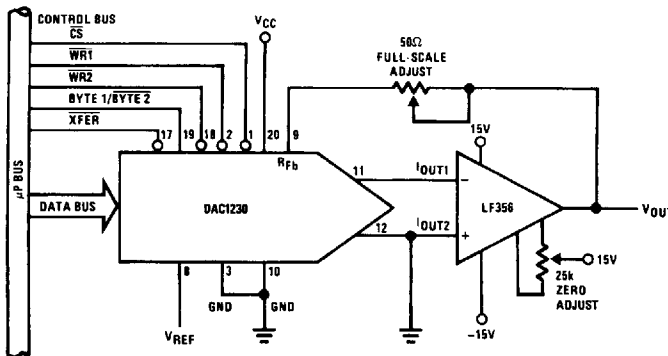 CONTROL BUS
CS
WR1
WR2
BYTE 1/BYTE 2
XFER
17
19
18
2
1
VCC
20
9
RFb
50Ω
FULL-SCALE
ADJUST
μP BUS
DATA BUS
DAC1230
11
IOUT1
12
IOUT2
15V
−
+
LF356
VOUT
15V
25k
ZERO
ADJUST
−15V
8
3
10
GND
GND
VREF